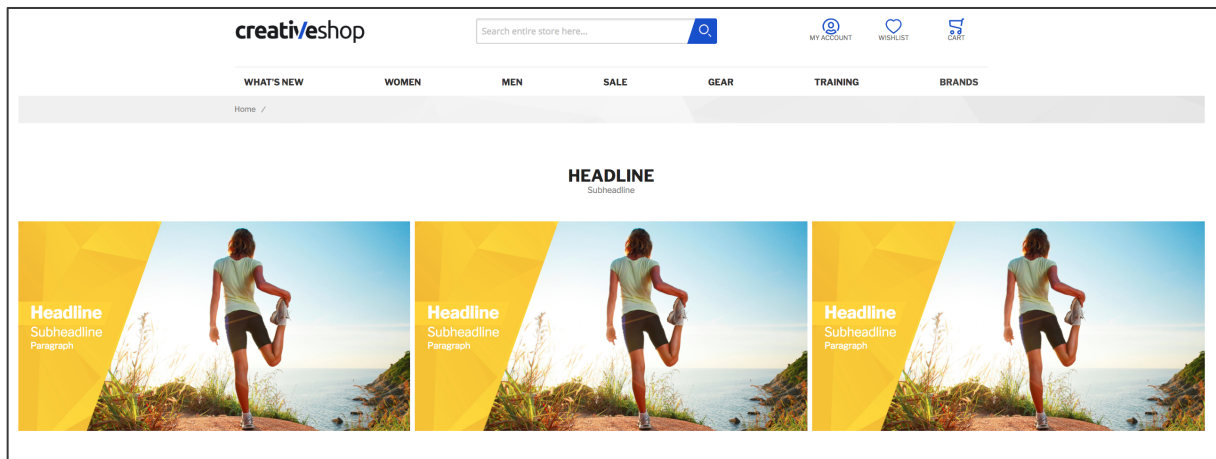 creativeshop
Search entire store here...
MY ACCOUNT
WISHLIST
CART
WHAT'S NEW
WOMEN
MEN
SALE
GEAR
TRAINING
BRANDS
Home /
HEADLINE
Subheadline
Headline
Subheadline
Paragraph
Headline
Subheadline
Paragraph
Headline
Subheadline
Paragraph